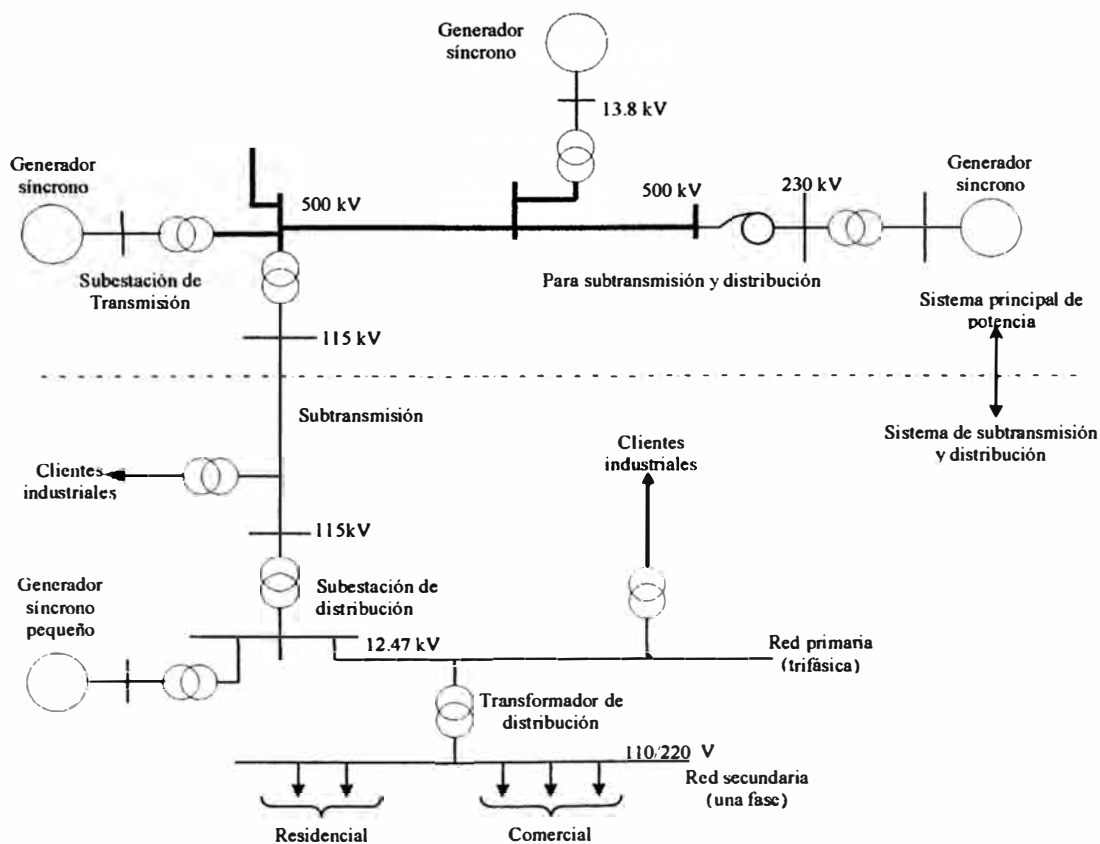 Generador
síncrono
13.8 kV
Generador
síncrono
500 kV
500 kV
230 kV
Generador
síncrono
Subestación de
Transmisión
Para subtransmisión y distribución
Sistema principal de
potencia
115 kV
Subtransmisión
Sistema de subtransmisión
y distribución
Clientes
industriales
Clientes
industriales
115kV
Generador
síncrono
pequeño
Subestación de
distribución
12.47 kV
Red primaria
(trifásica)
Transformador de
distribución
110/220 V
Red secundaria
(una fase)
Residencial
Comercial